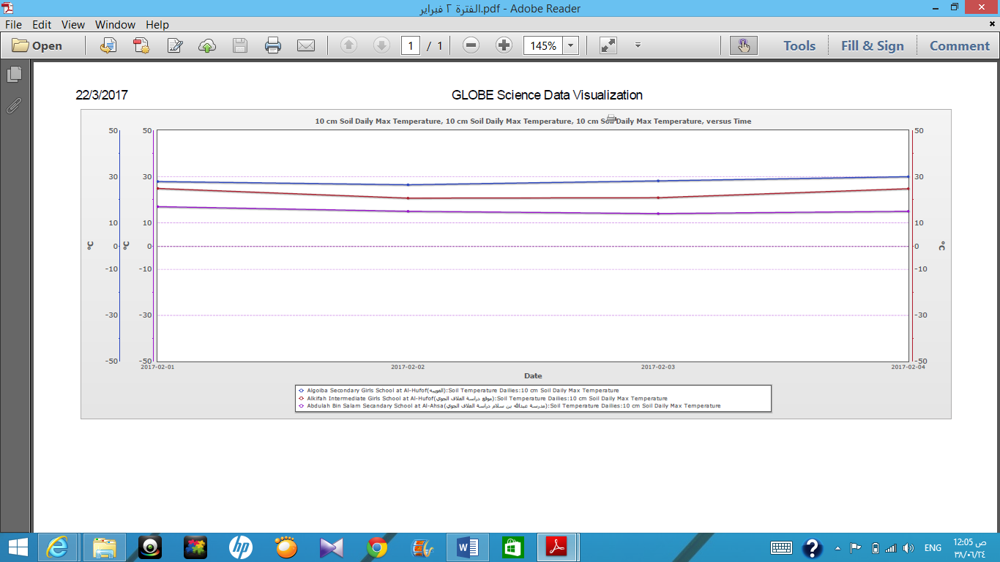 الفترة ٢ فبراير.pdf - Adobe Reader
File Edit View Window Help
Open 1 / 1 145% Tools Fill & Sign Comment
22/3/2017 GLOBE Science Data Visualization
10 cm Soil Daily Max Temperature, 10 cm Soil Daily Max Temperature, 10 cm Soil Daily Max Temperature, versus Time
50 50 50
30 30 30
10 10 10
°C °C 0 0 0 °C
-10 -10 -10
-30 -30 -30
-50 -50 -50
2017-02-01 2017-02-02 2017-02-03 2017-02-04
Date
Algoiba Secondary Girls School at Al-Hufof(القويبه):Soil Temperature Dailies:10 cm Soil Daily Max Temperature
Alkifah Intermediate Girls School at Al-Hufof(موقع دراسة الغلاف الجوي):Soil Temperature Dailies:10 cm Soil Daily Max Temperature
Abdulah Bin Salam Secandary School at Al-Ahsa(مدرسة عبدالله بن سلام دراسة الغلاف الجوي):Soil Temperature Dailies:10 cm Soil Daily Max Temperature
hp W ENG 12:05 ص
٣٨/٠٦/٢٤